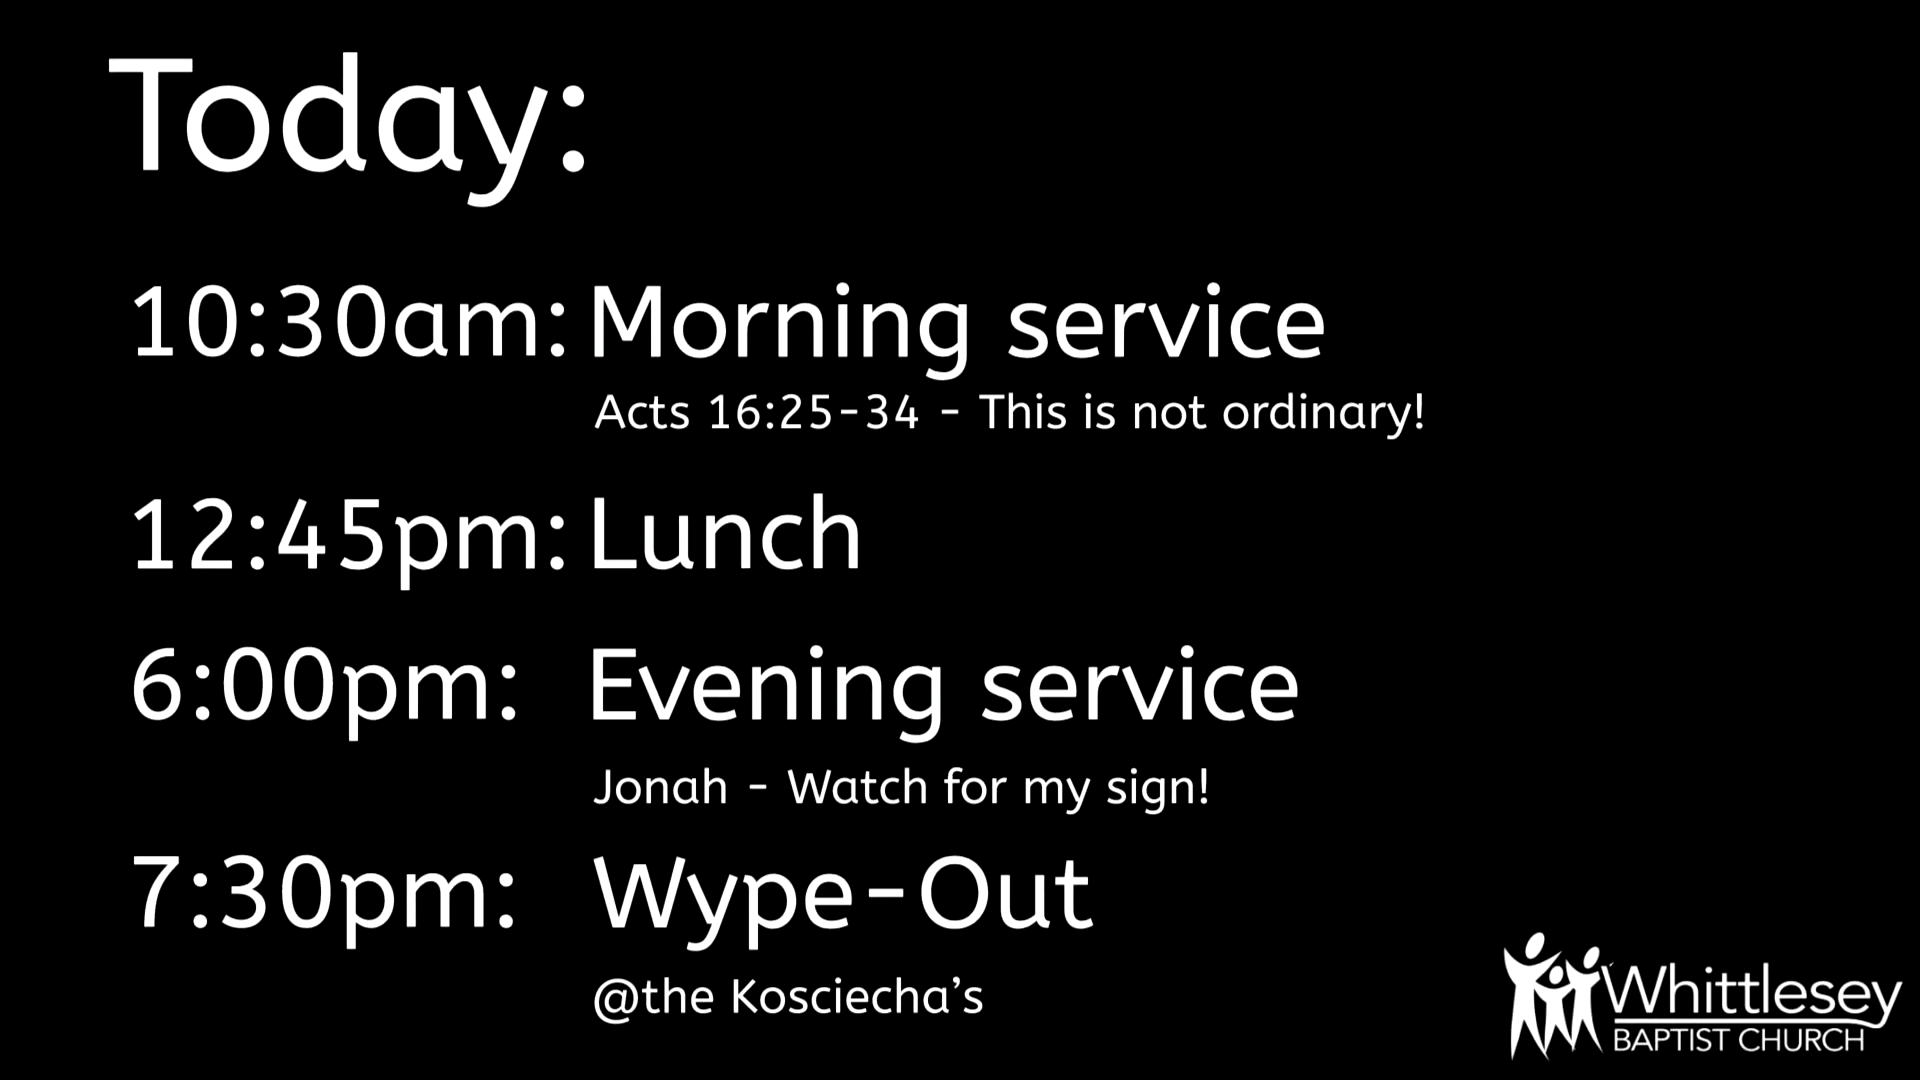 Today:
10:30am: Morning service
Acts 16:25-34 - This is not ordinary!
12:45pm: Lunch
6:00pm: Evening service
Jonah - Watch for my sign!
7:30pm: Wype-Out
@the Kosciecha’s
Whittlesey
BAPTIST CHURCH